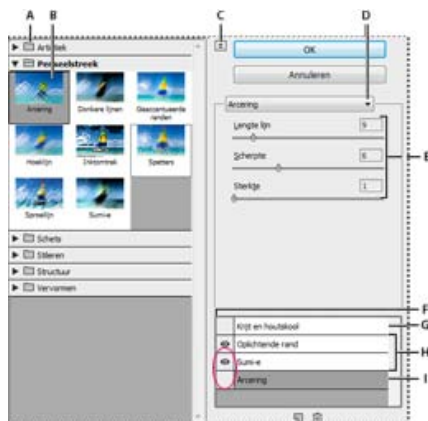 A B C D
Artistiek
Penseelstreek
Arcering Donkere lijnen Geaccentueerde randen
Hoeklijn Inktomtrek Spetters
Spraellijn Sumi-e
Schets
Stileren
Structuur
Vervormen
OK
Annuleren
Arcering
Lengte lijn 9
Scherpte 6
Sterkte 1
E
F
Krijt en houtskool G
Oplichtende rand
H
Sumi-e
Arcering I